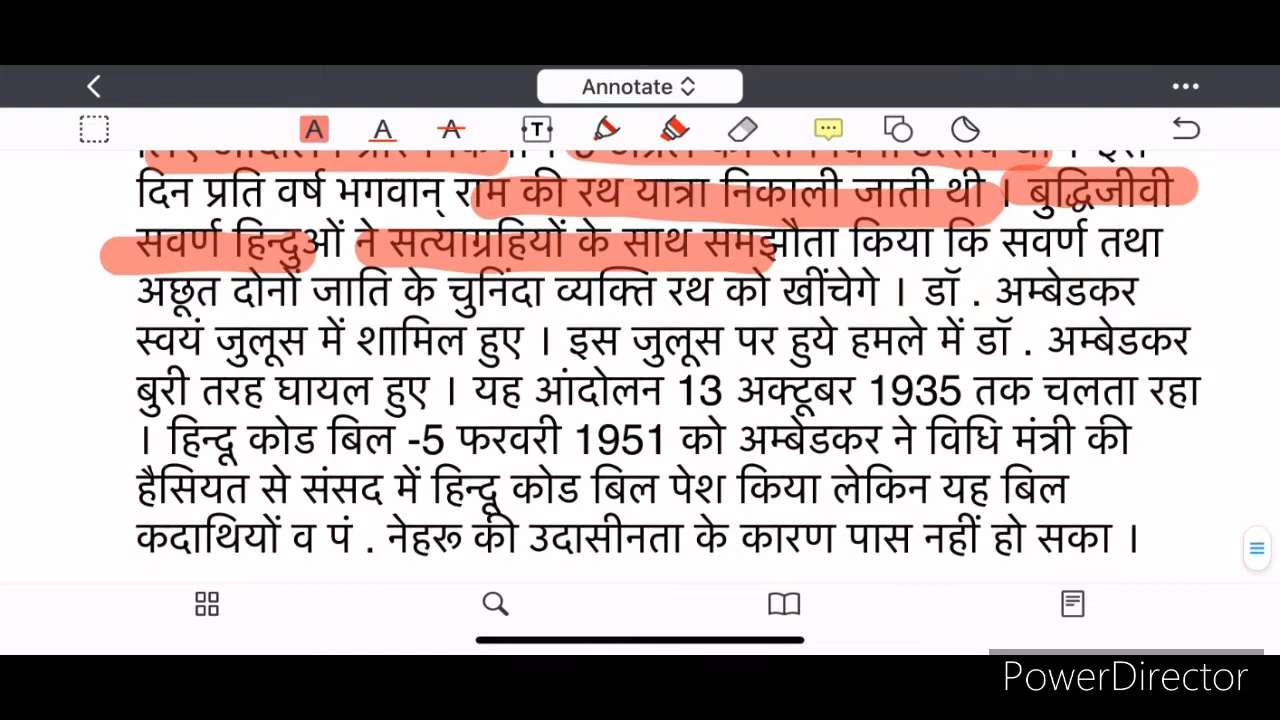 Annotate
दिन प्रति वर्ष भगवान् राम की रथ यात्रा निकाली जाती थी । बुद्धिजीवी
सवर्ण हिन्दुओं ने सत्याग्रहियों के साथ समझौता किया कि सवर्ण तथा
अछूत दोनों जाति के चुनिंदा व्यक्ति रथ को खींचेगे । डॉ . अम्बेडकर
स्वयं जुलूस में शामिल हुए । इस जुलूस पर हुये हमले में डॉ . अम्बेडकर
बुरी तरह घायल हुए । यह आंदोलन 13 अक्टूबर 1935 तक चलता रहा
। हिन्दू कोड बिल -5 फरवरी 1951 को अम्बेडकर ने विधि मंत्री की
हैसियत से संसद में हिन्दू कोड बिल पेश किया लेकिन यह बिल
कदाथियों व पं . नेहरू की उदासीनता के कारण पास नहीं हो सका ।
PowerDirector